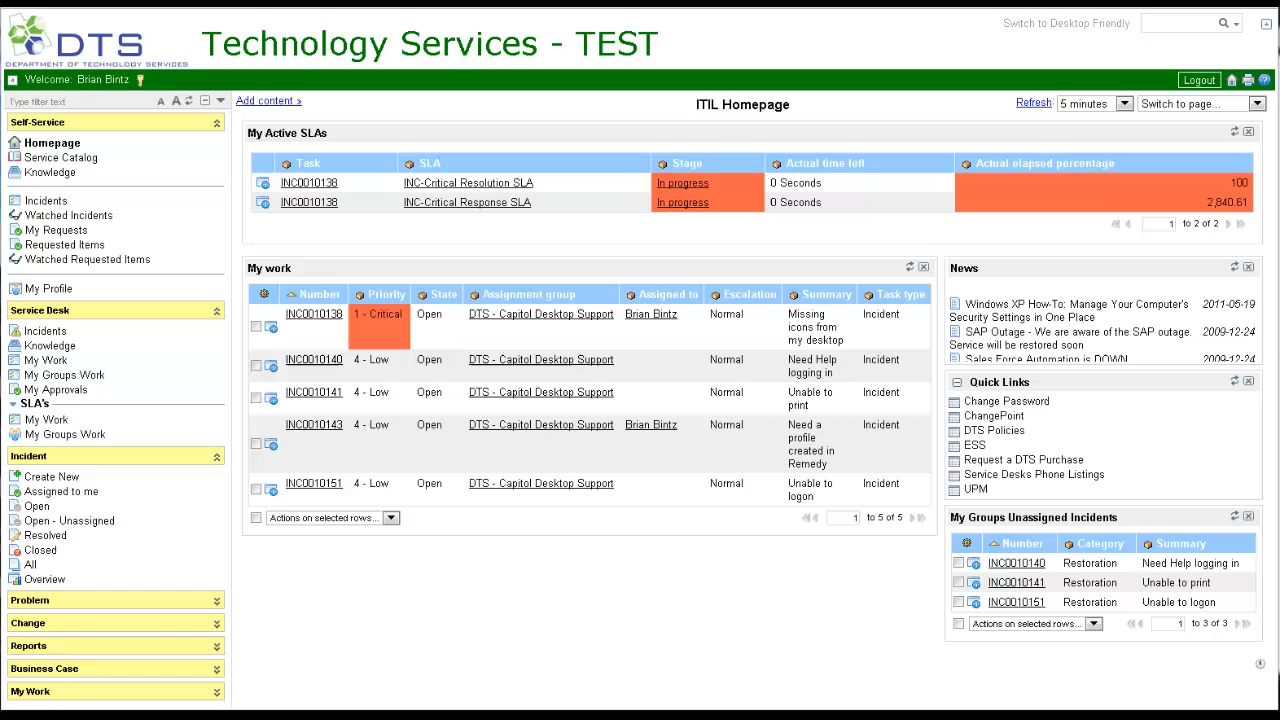 DTS
DEPARTMENT OF TECHNOLOGY SERVICES
Technology Services - TEST
Switch to Desktop Friendly
Welcome: Brian Bintz
Logout
Type filter text
A A
Self-Service
Homepage
Service Catalog
Knowledge
Incidents
Watched Incidents
My Requests
Requested Items
Watched Requested Items
My Profile
Service Desk
Incidents
Knowledge
My Work
My Groups Work
My Approvals
SLA's
My Work
My Groups Work
Incident
Create New
Assigned to me
Open
Open - Unassigned
Resolved
Closed
All
Overview
Problem
Change
Reports
Business Case
My Work
Add content »
ITIL Homepage
Refresh: 5 minutes Switch to page...
My Active SLAs
Task SLA Stage Actual time left Actual elapsed percentage
INC0010138 INC-Critical Resolution SLA In progress 0 Seconds 100
INC0010138 INC-Critical Response SLA In progress 0 Seconds 2,840.61
1 to 2 of 2
My work
Number Priority State Assignment group Assigned to Escalation Summary Task type
INC0010138 1 - Critical Open DTS - Capitol Desktop Support Brian Bintz Normal Missing Incident
icons from
my desktop
INC0010140 4 - Low Open DTS - Capitol Desktop Support Normal Need Help Incident
logging in
INC0010141 4 - Low Open DTS - Capitol Desktop Support Normal Unable to Incident
print
INC0010143 4 - Low Open DTS - Capitol Desktop Support Brian Bintz Normal Need a Incident
profile
created in
Remedy
INC0010151 4 - Low Open DTS - Capitol Desktop Support Normal Unable to Incident
logon
Actions on selected rows... 1 to 5 of 5
News
Windows XP How-To: Manage Your Computer's 2011-05-19
Security Settings in One Place
SAP Outage - We are aware of the SAP outage. 2009-12-24
Service will be restored soon
Sales Force Automation is DOWN 2009-12-24
Quick Links
Change Password
ChangePoint
DTS Policies
ESS
Request a DTS Purchase
Service Desks Phone Listings
UPM
My Groups Unassigned Incidents
Number Category Summary
INC0010140 Restoration Need Help logging in
INC0010141 Restoration Unable to print
INC0010151 Restoration Unable to logon
Actions on selected rows... 1 to 3 of 3